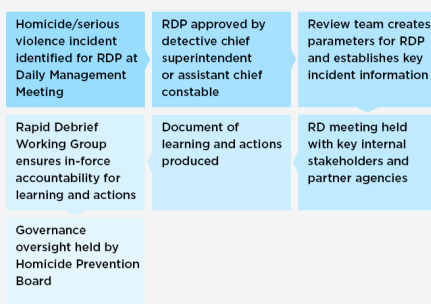 Homicide/serious
violence incident
identified for RDP at
Daily Management
Meeting
RDP approved by
detective chief
superintendent
or assistant chief
constable
Review team creates
parameters for RDP
and establishes key
incident information
RD meeting held
with key internal
stakeholders and
partner agencies
Document of
learning and actions
produced
Rapid Debrief
Working Group
ensures in-force
accountability for
learning and actions
Governance
oversight held by
Homicide Prevention
Board